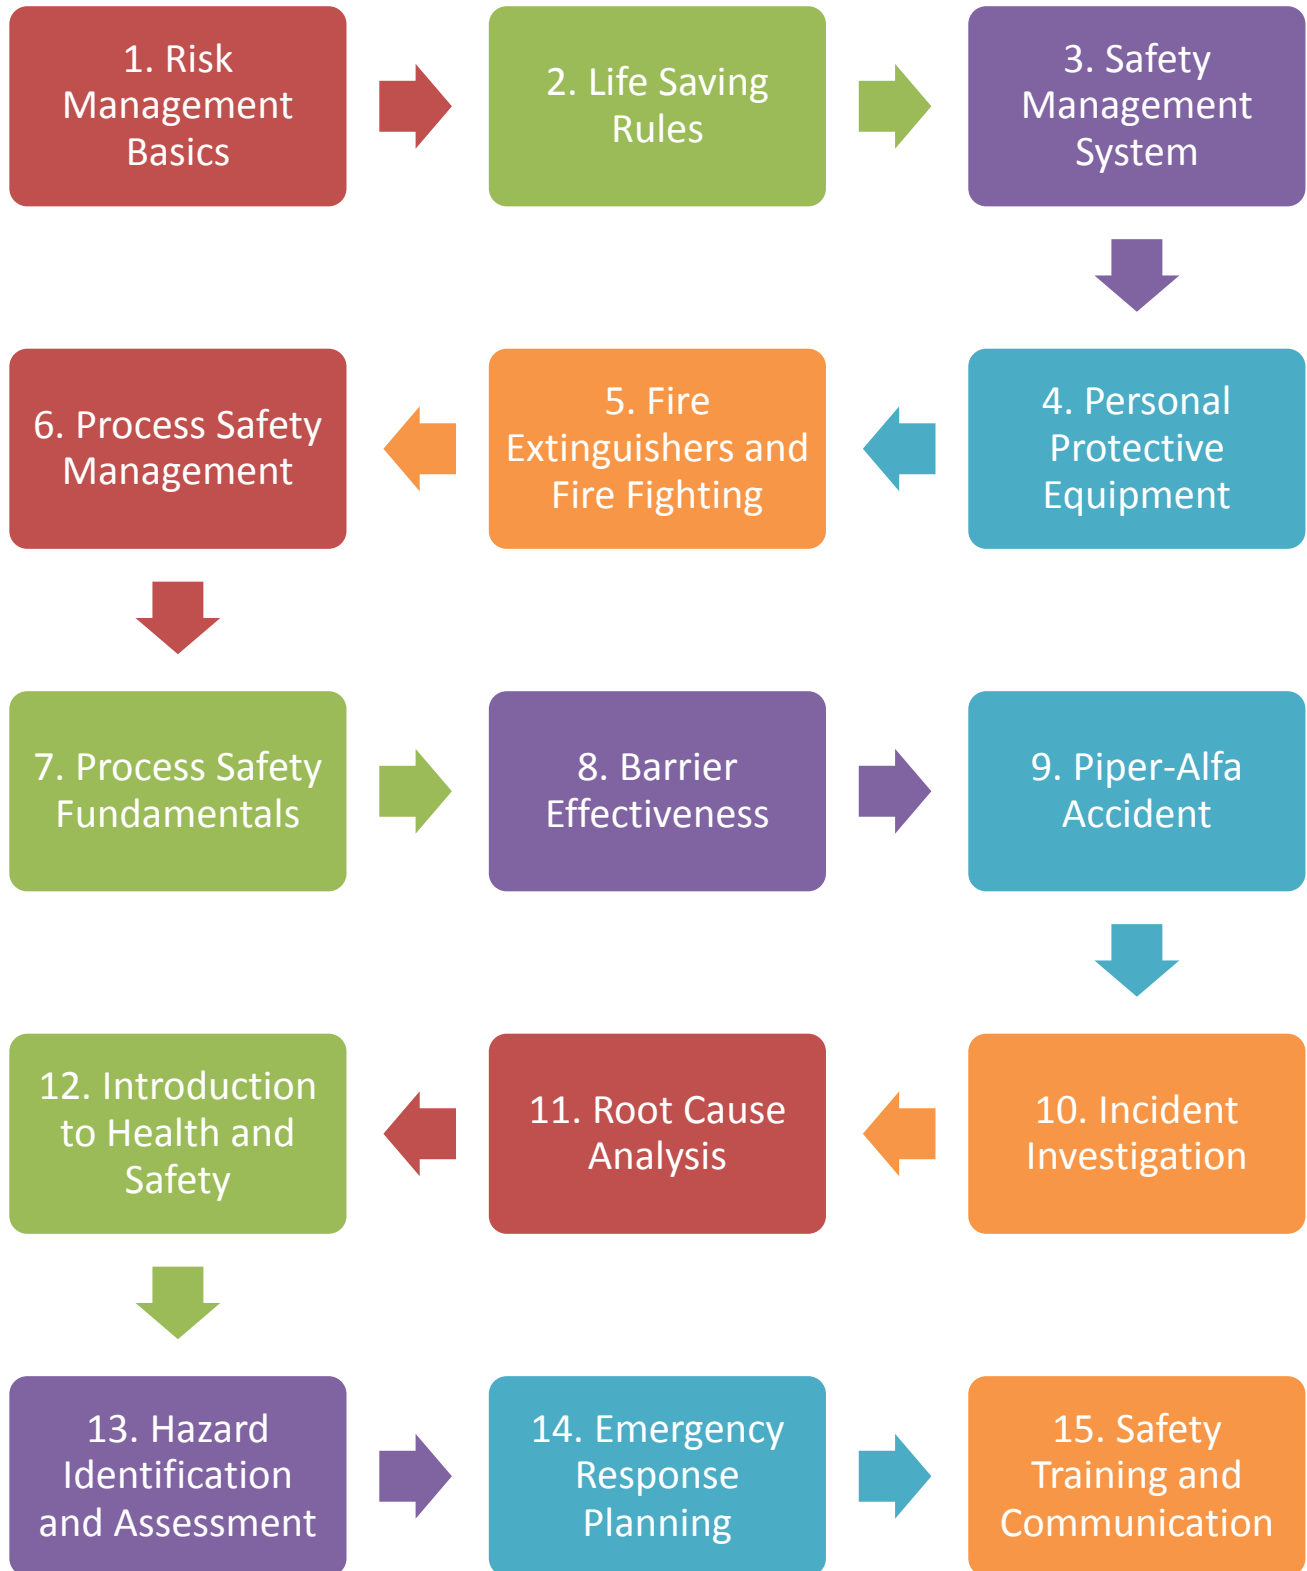 1. Risk
Management
Basics
2. Life Saving
Rules
3. Safety
Management
System
4. Personal
Protective
Equipment
5. Fire
Extinguishers and
Fire Fighting
6. Process Safety
Management
7. Process Safety
Fundamentals
8. Barrier
Effectiveness
9. Piper-Alfa
Accident
10. Incident
Investigation
11. Root Cause
Analysis
12. Introduction
to Health and
Safety
13. Hazard
Identification
and Assessment
14. Emergency
Response
Planning
15. Safety
Training and
Communication